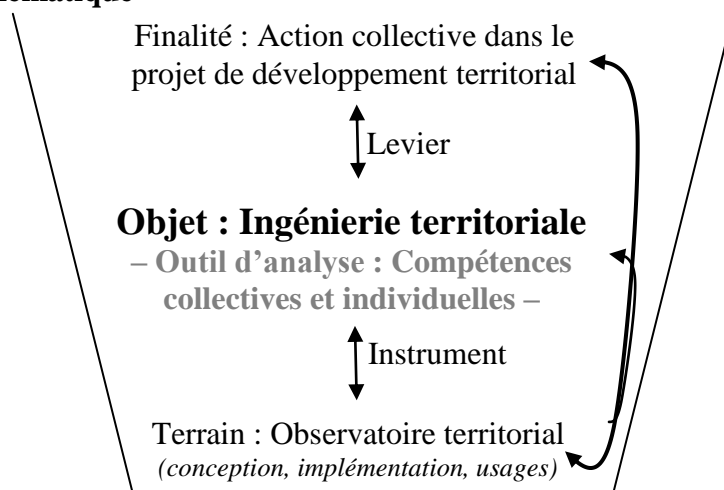 Finalité : Action collective dans le
projet de développement territorial
Levier
Objet : Ingénierie territoriale
– Outil d’analyse : Compétences
collectives et individuelles –
Instrument
Terrain : Observatoire territorial
(conception, implémentation, usages)